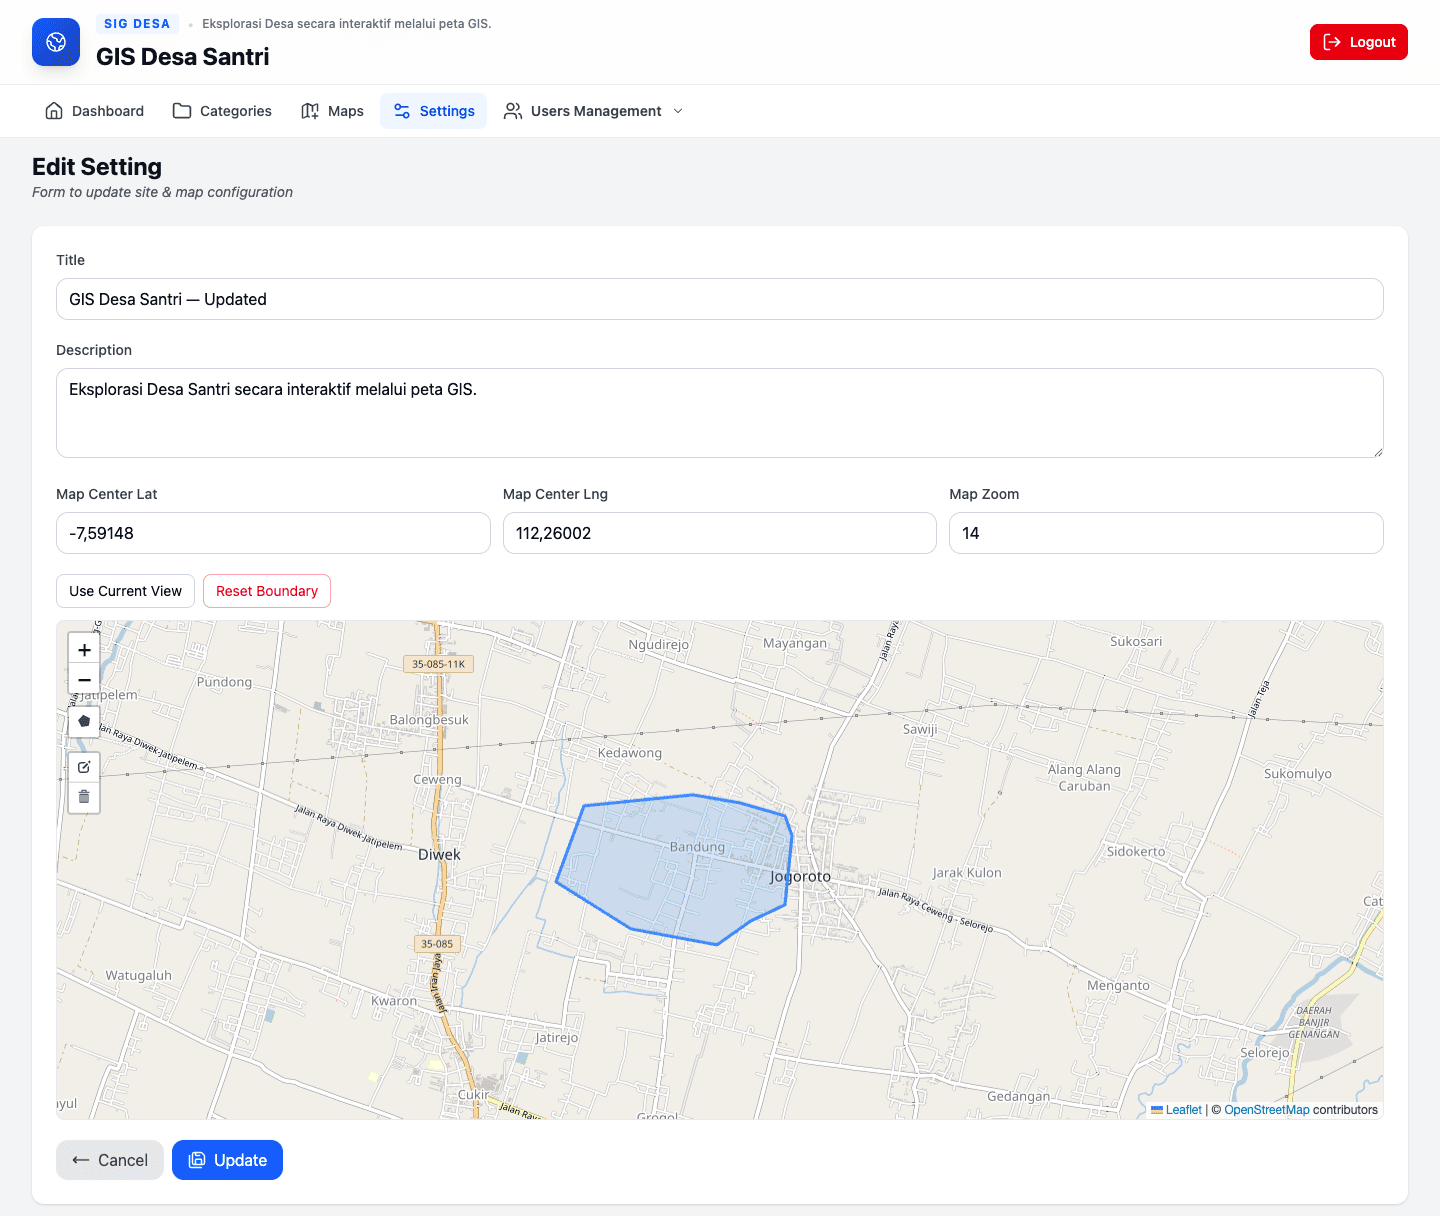 SIG DESA • Eksplorasi Desa secara interaktif melalui peta GIS.
GIS Desa Santri
Logout
Dashboard
Categories
Maps
Settings
Users Management
Edit Setting
Form to update site & map configuration
Title
GIS Desa Santri — Updated
Description
Eksplorasi Desa Santri secara interaktif melalui peta GIS.
Map Center Lat
Map Center Lng
Map Zoom
-7,59148
112,26002
14
Use Current View
Reset Boundary
+
−
Ngudirejo
Mayangan
Jalan Raya
Sukosari
35-085-11K
Pundong
Jatipelem
Jalan Teja
Balongbesuk
Jalan Raya Diwek-Jatipelem
Sawiji
Kedawong
Ceweng
Alang Alang
Caruban
Sukomulyo
Jalan Raya Diwek-Jatipelem
Bandung
Diwek
Sidokerto
Jogoroto
Jarak Kulon
Jalan Raya Ceweng - Selorejo
Cat
35-085
Watugaluh
Menganto
Kwaron
Jatirejo
DAERAH
BANJIR
GENANGAN
Selorejo
Cukir
Gedangan
yul
Jalan Raya
Grogol
Leaflet | © OpenStreetMap contributors
Cancel
Update